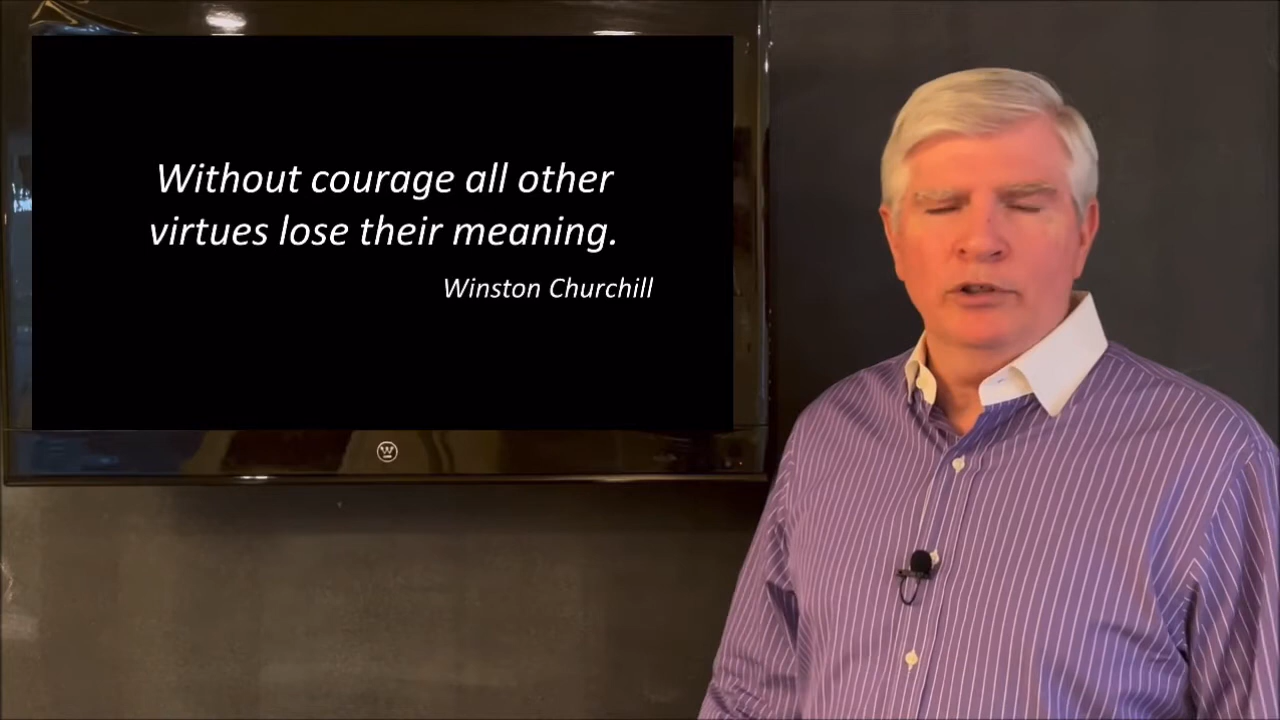 Without courage all other
virtues lose their meaning.
Winston Churchill